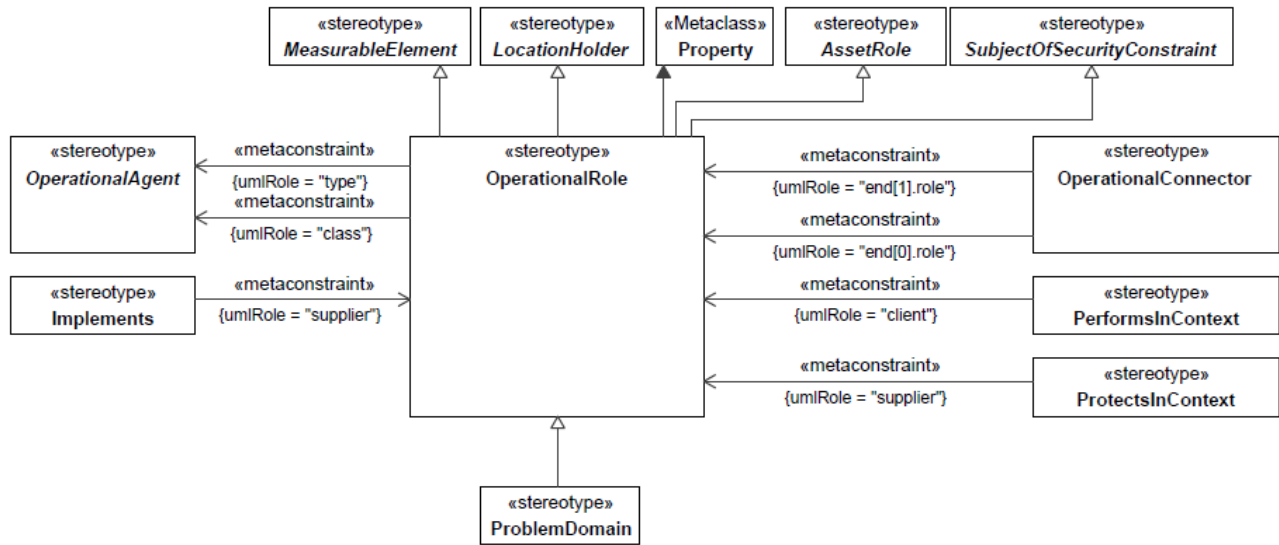 «stereotype»
MeasurableElement
«stereotype»
LocationHolder
«Metaclass»
Property
«stereotype»
AssetRole
«stereotype»
SubjectOfSecurityConstraint
«stereotype»
OperationalAgent
«metaconstraint»
{umlRole = "type"}
«metaconstraint»
{umlRole = "class"}
«stereotype»
OperationalRole
«metaconstraint»
{umlRole = "end[1].role"}
«metaconstraint»
{umlRole = "end[0].role"}
«stereotype»
OperationalConnector
«stereotype»
Implements
«metaconstraint»
{umlRole = "supplier"}
«metaconstraint»
{umlRole = "client"}
«stereotype»
PerformsInContext
«metaconstraint»
{umlRole = "supplier"}
«stereotype»
ProtectsInContext
«stereotype»
ProblemDomain